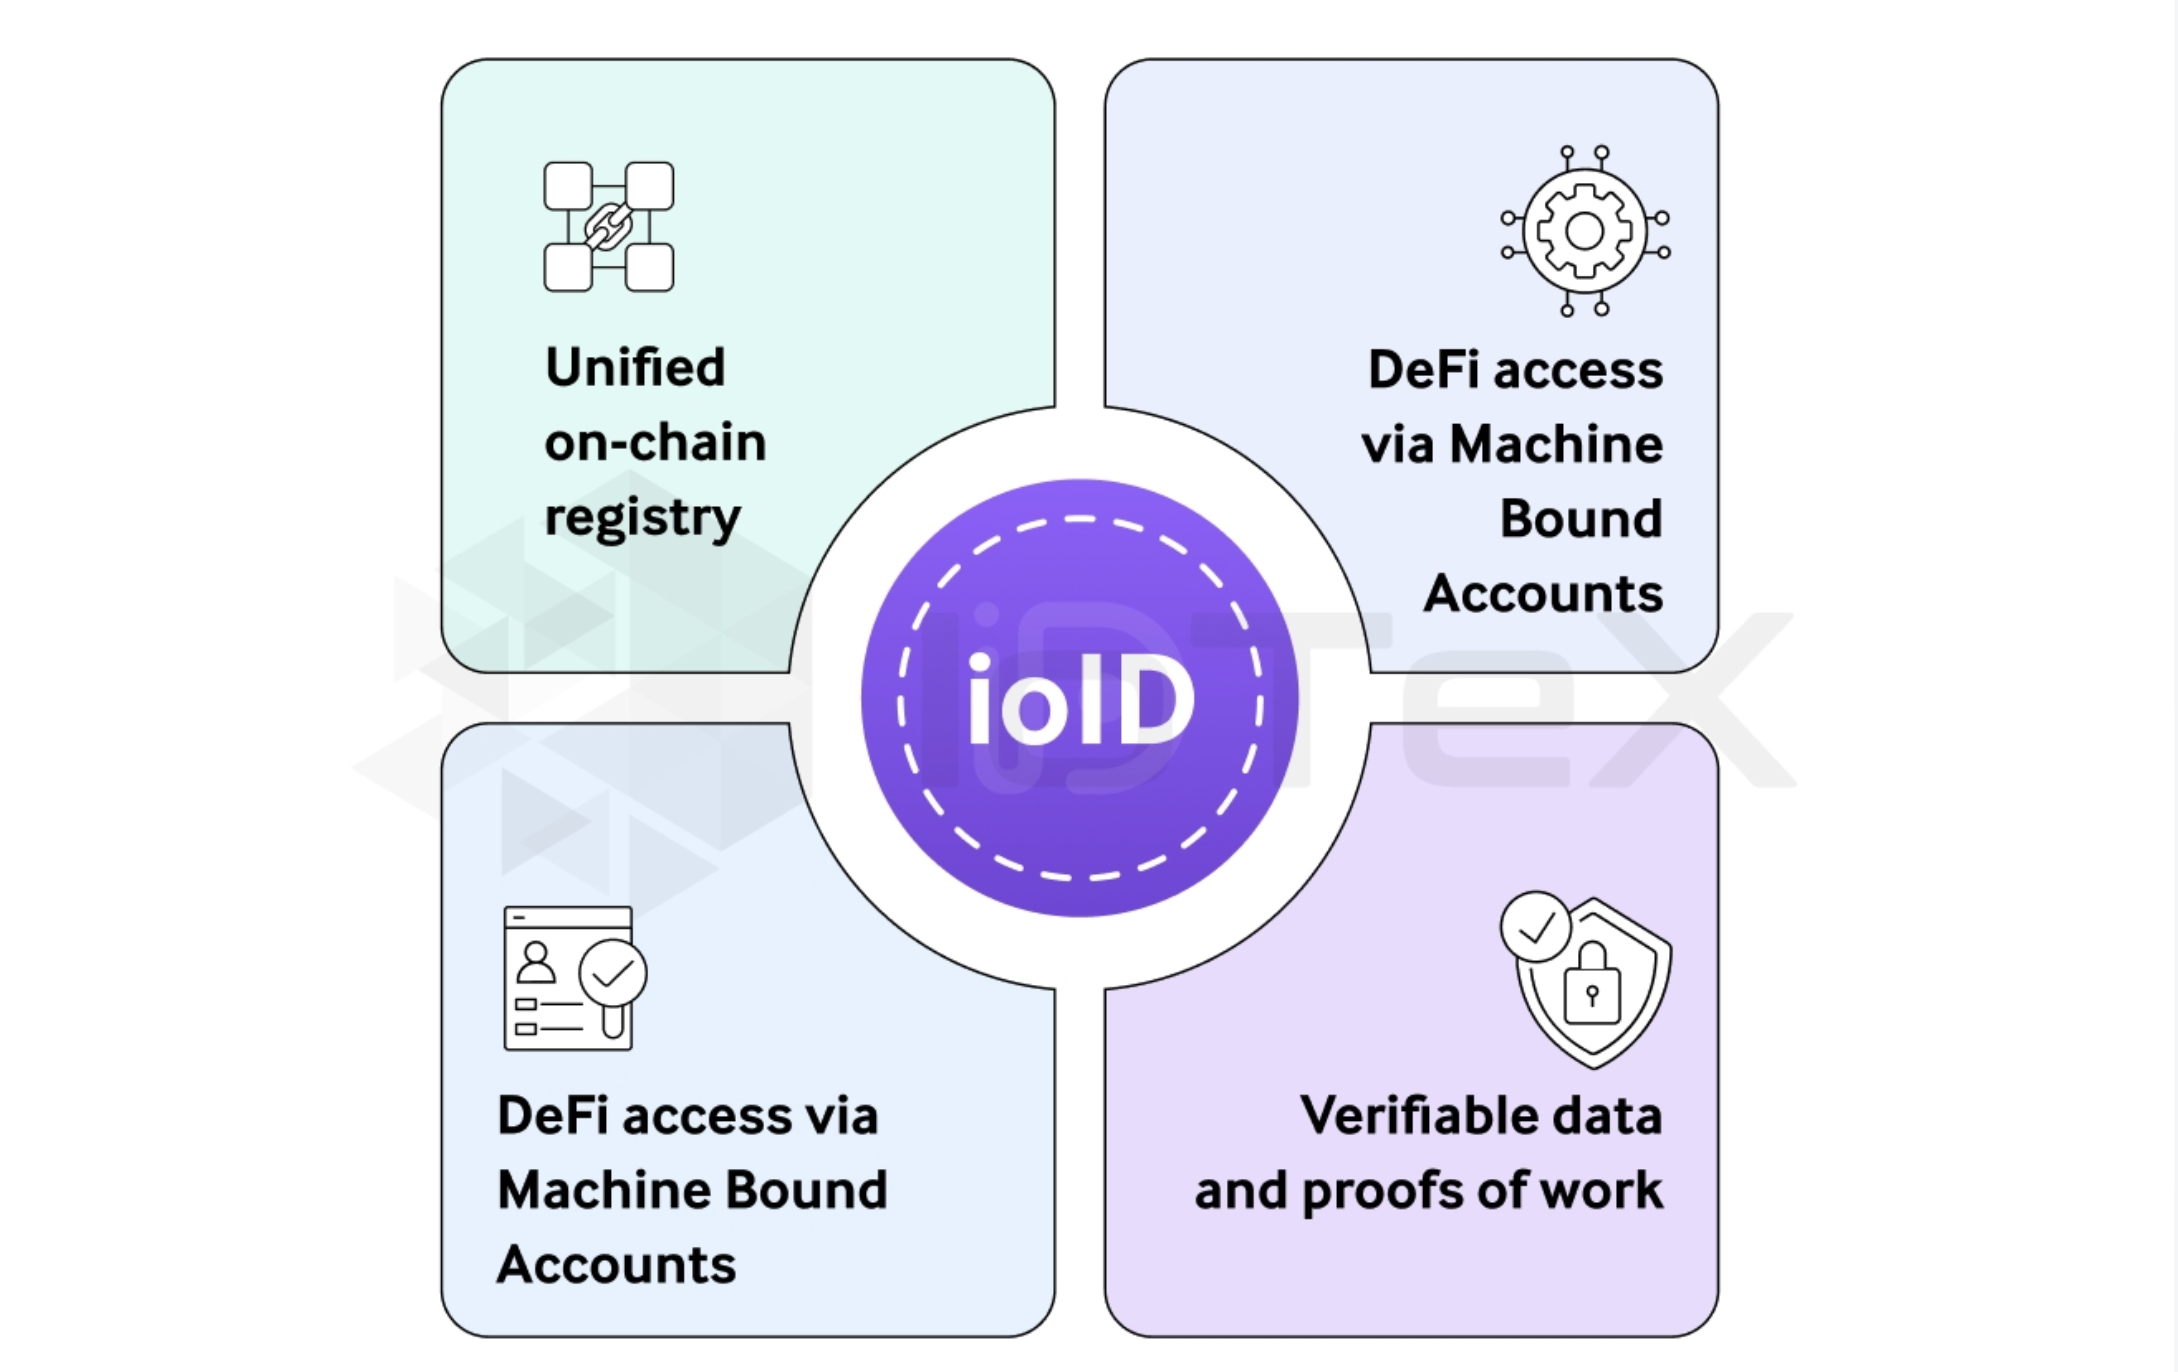 Unified
on-chain
registry
DeFi access
via Machine
Bound
Accounts
ioID
IoTeX
DeFi access via
Machine Bound
Accounts
Verifiable data
and proofs of work